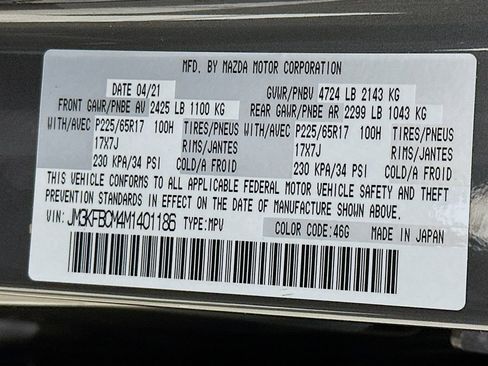 MFD. BY MAZDA MOTOR CORPORATION
DATE 04/21 GVWR/PNBV 4724 LB 2143 KG
FRONT GAWR/PNBE AV 2425 LB 1100 KG REAR GAWR/PNBE AR 2299 LB 1043 KG
WITH/AVEC P225/65R17 100H TIRES/PNEUS WITH/AVEC P225/65R17 100H TIRES/PNEUS
17X7J RIMS/JANTES 17X7J RIMS/JANTES
230 KPA/34 PSI COLD/A FROID 230 KPA/34 PSI COLD/A FROID
THIS VEHICLE CONFORMS TO ALL APPLICABLE FEDERAL MOTOR VEHICLE SAFETY AND THEFT
PREVENTION STANDARDS IN EFFECT ON THE DATE OF MANUFACTURE SHOWN ABOVE.
VIN: JM3KFBCM4M1401186 TYPE: MPV COLOR CODE: 46G MADE IN JAPAN